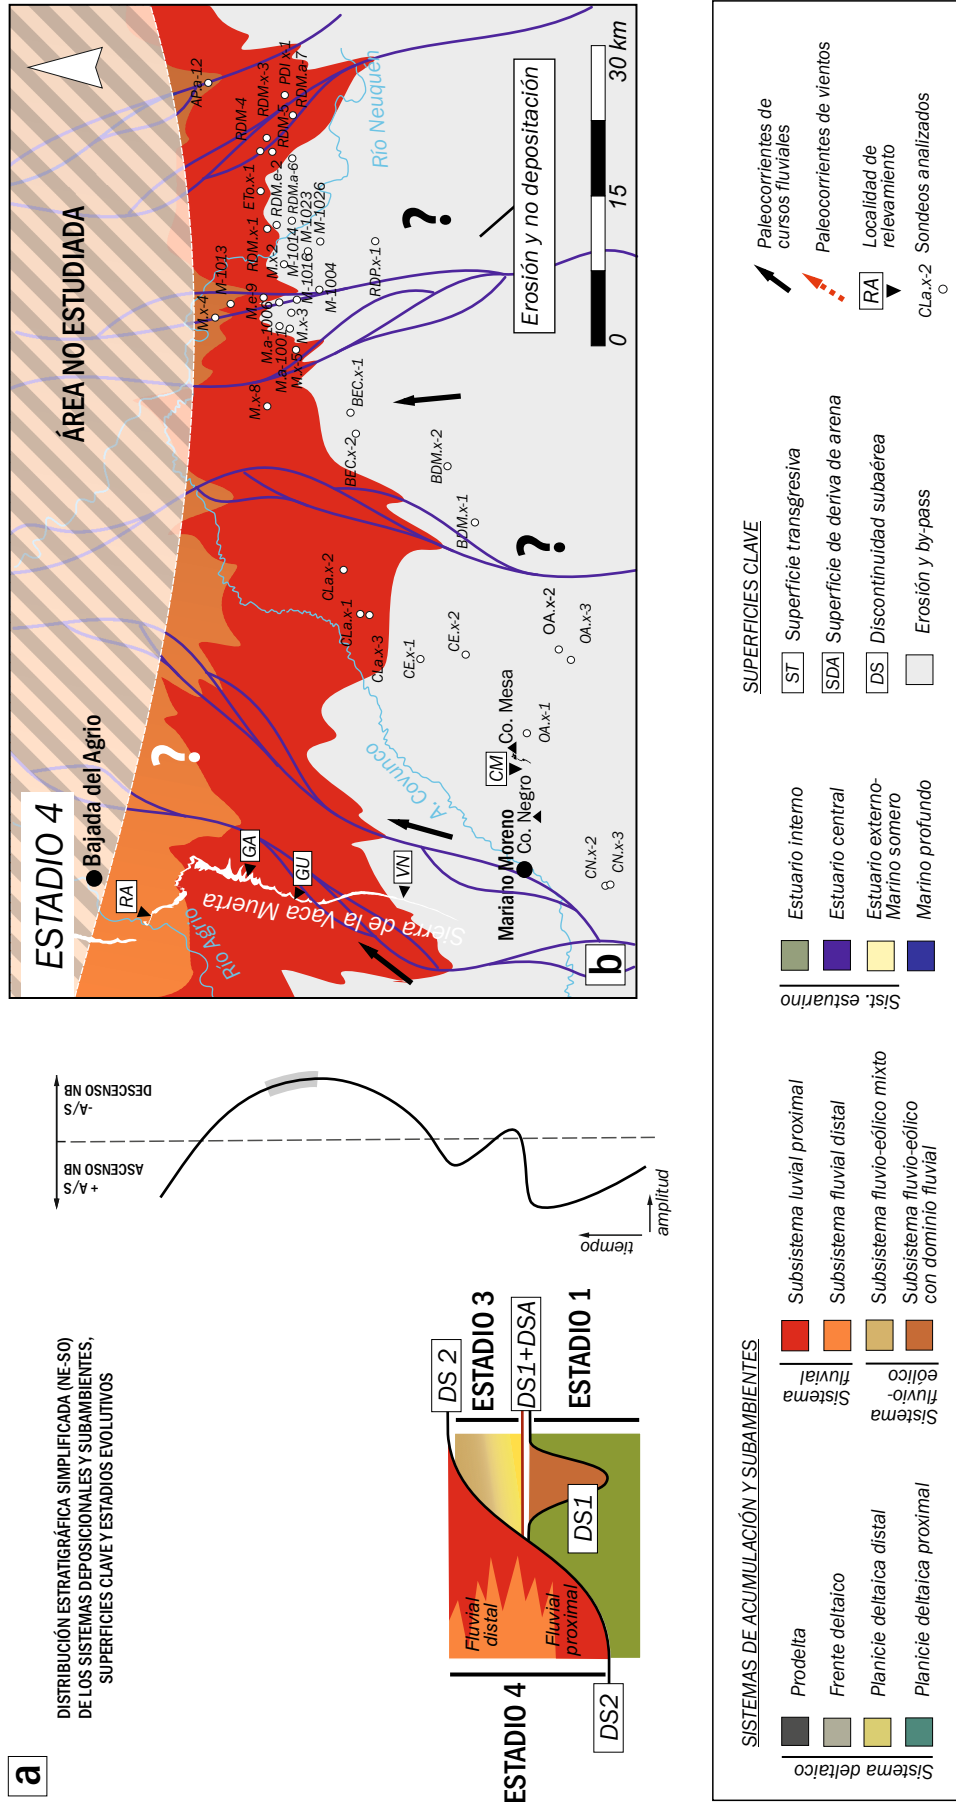 a
DISTRIBUCIÓN ESTRATIGRÁFICA SIMPLIFICADA (NE-SO)
DE LOS SISTEMAS DEPOSICIONALES Y SUBAMBIENTES,
SUPERFICIES CLAVE Y ESTADIOS EVOLUTIVOS
ESTADIO 4
DS2
Fluvial
distal
Fluvial
proximal
DS1
DS 2
ESTADIO 3
DS1+DSA
ESTADIO 1
+ A/S
ASCENSO NB
-A/S
DESCENSO NB
tiempo
amplitud
b
ESTADIO 4
ÁREA NO ESTUDIADA
Bajada del Agrio
RA
Río Agrio
GA
GU
VN
Sierra de la Vaca Muerta
?
Mariano Moreno
Co. Negro
CM
Co. Mesa
A. Covunco
CN.x-2
CN.x-3
OA.x-1
OA.x-2
OA.x-3
CE.x-1
CE.x-2
CLa.x-1
CLa.x-2
CLa.x-3
?
BDM.x-1
BDM.x-2
BEC.x-2
BEC.x-1
M.x-8
M.x-4
M-1013
M.e-9
M.a-1006
M.a-1001
M.x-5
M.x-3
M-1016
M-1004
M-1014
M-1023
M-1026
M.x-2
RDM.x-1
ETo.x-1
RDM.e-2
RDM.a-6
RDM-4
RDM-5
RDM-x-3
PDI x-1
RDM.a-7
AP.a-12
RDP.x-1
Río Neuquén
?
Erosión y no depositación
0
15
30 km
SISTEMAS DE ACUMULACIÓN Y SUBAMBIENTES
Sistema deltaico
Prodelta
Frente deltaico
Planicie deltaica distal
Planicie deltaica proximal
Sistema
fluvial
Subsistema luvial proximal
Subsistema fluvial distal
Sistema
fluvio-
eólico
Subsistema fluvio-eólico mixto
Subsistema fluvio-eólico
con dominio fluvial
Sist. estuarino
Estuario interno
Estuario central
Estuario externo-
Marino somero
Marino profundo
SUPERFICIES CLAVE
ST
Superficie transgresiva
SDA
Superficie de deriva de arena
DS
Discontinuidad subaérea
Erosión y by-pass
Paleocorrientes de
cursos fluviales
Paleocorrientes de vientos
RA
Localidad de
relevamiento
CLa.x-2
Sondeos analizados